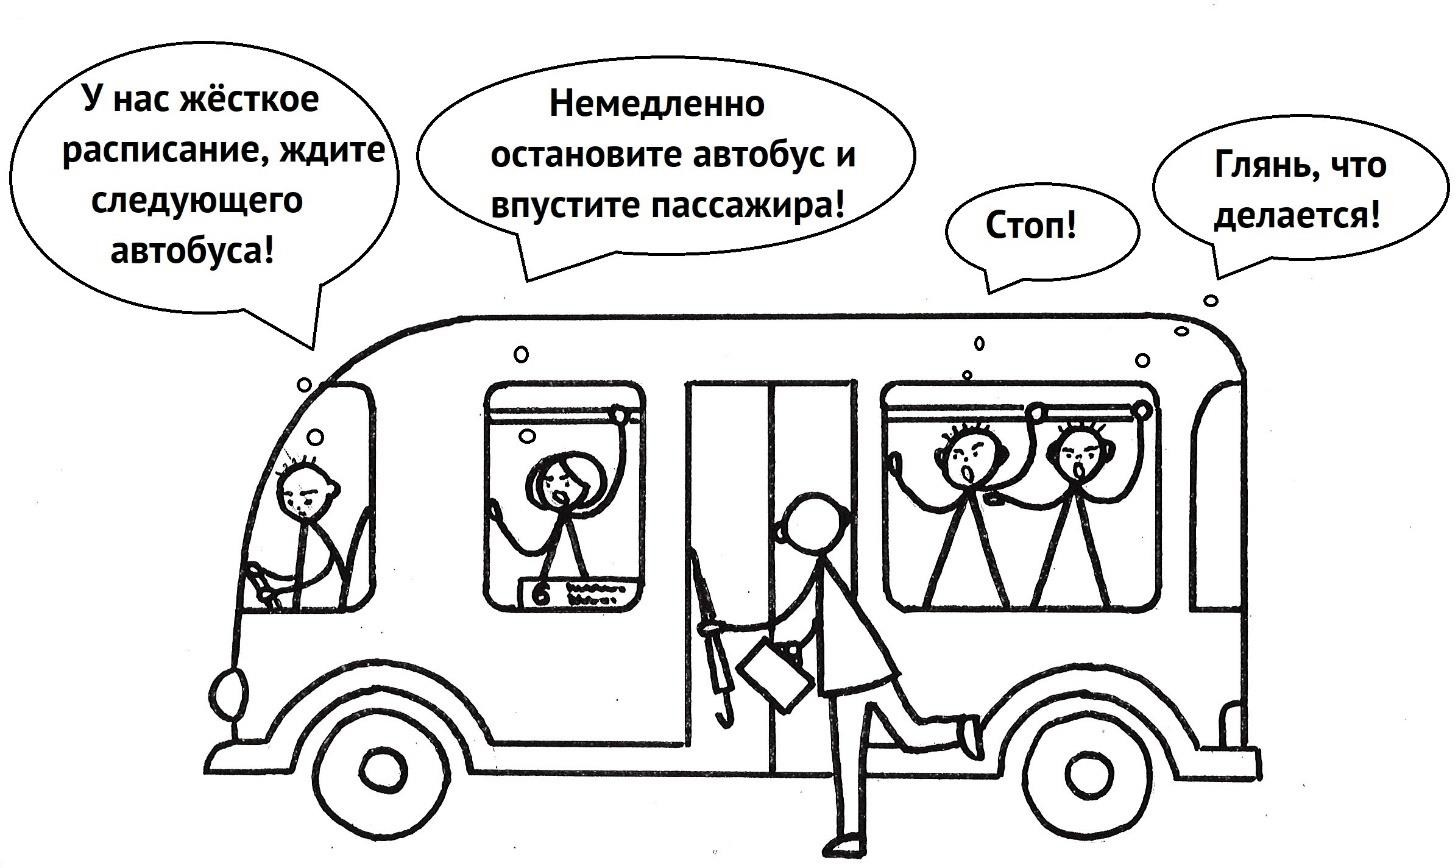 У нас жёсткое
расписание, ждите
следующего
автобуса!
Немедленно
остановите автобус и
впустите пассажира!
Стоп!
Глянь, что
делается!
6